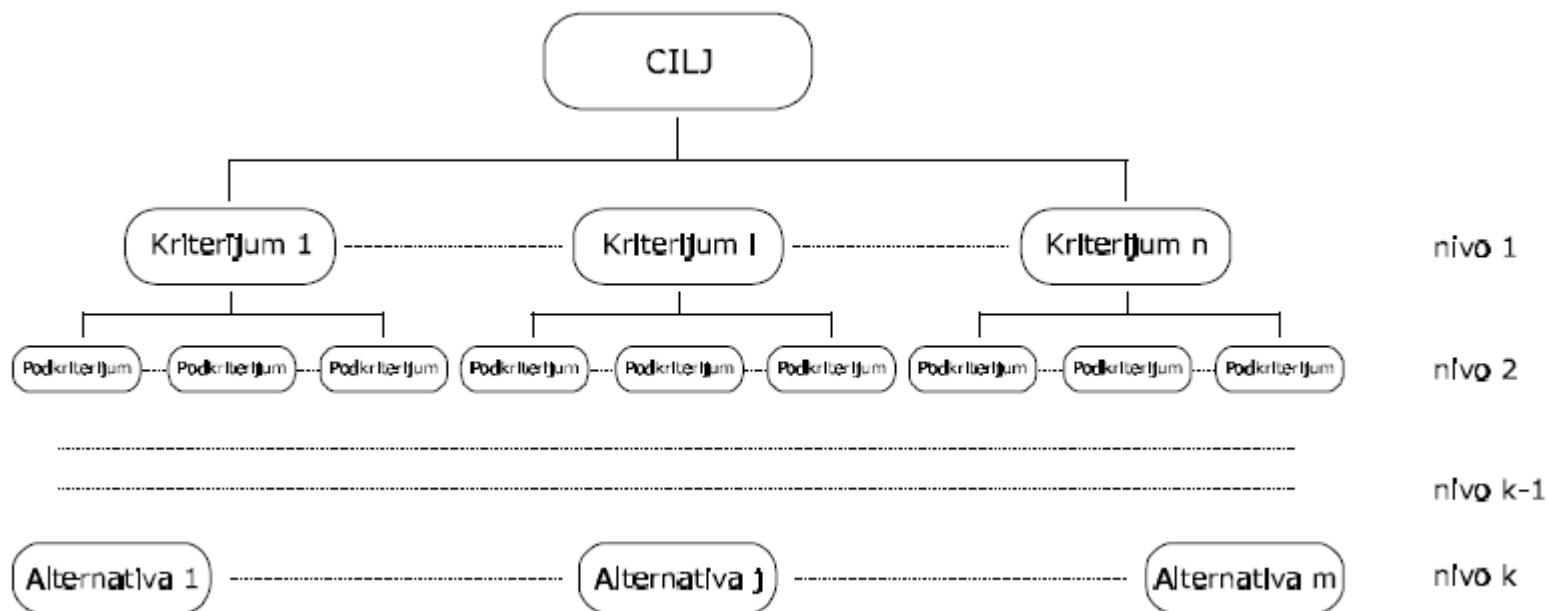 CILJ
Kriterijum 1 Kriterijum i Kriterijum n nivo 1
Podkriterijum Podkriterijum Podkriterijum Podkriterijum Podkriterijum Podkriterijum Podkriterijum Podkriterijum Podkriterijum nivo 2
nivo k-1
Alternativa 1 Alternativa j Alternativa m nivo k